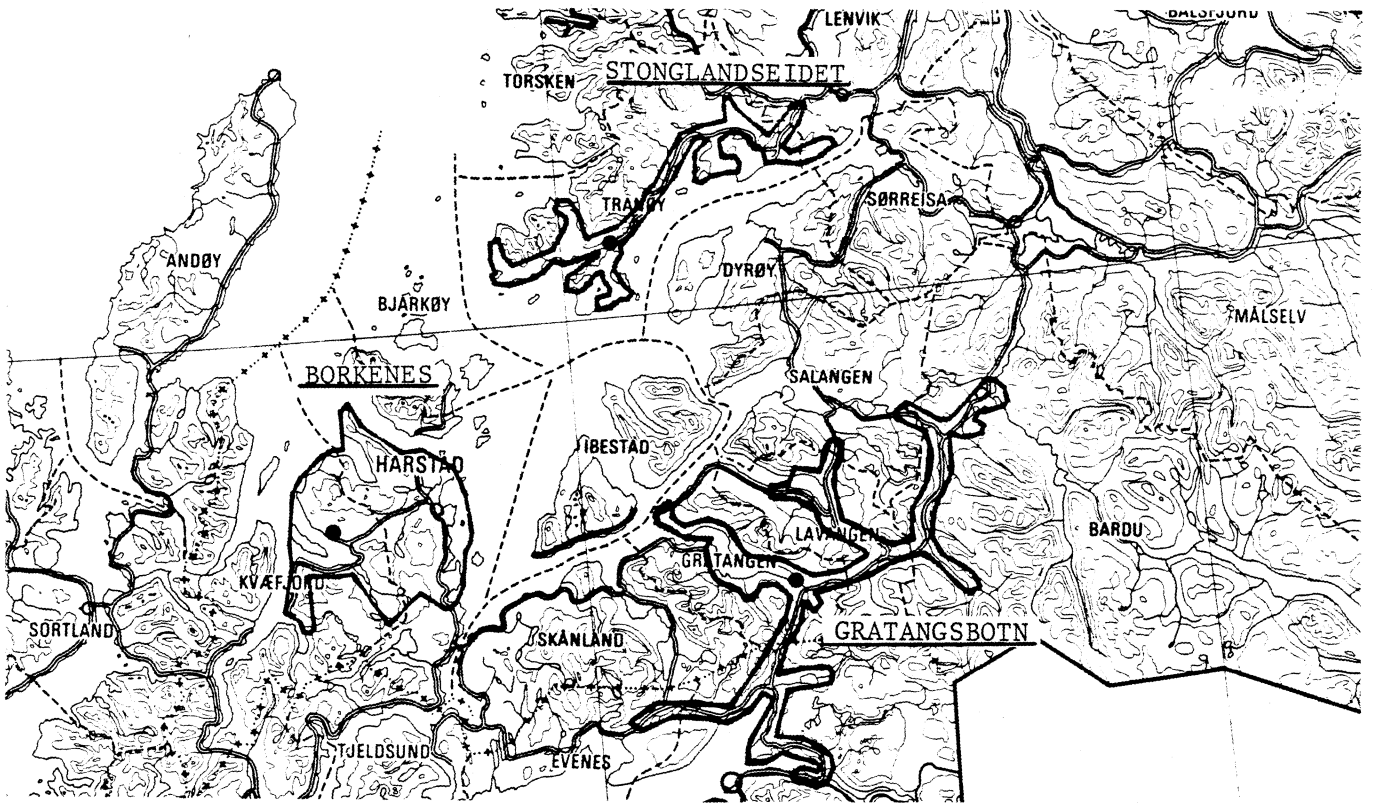 LENVIK
BALSFJORD
STONGLANDSEIDET
TORSKEN
TRANØY
SØRREISA
ANDØY
DYRØY
BJARKØY
MÅLSELV
BORKENES
SALANGEN
IBESTAD
HARSTAD
BARDU
LAVANGEN
GRATANGEN
KVÆFJORD
SORTLAND
SKÅNLAND
GRATANGSBOTN
TJELDSUND
EVENES